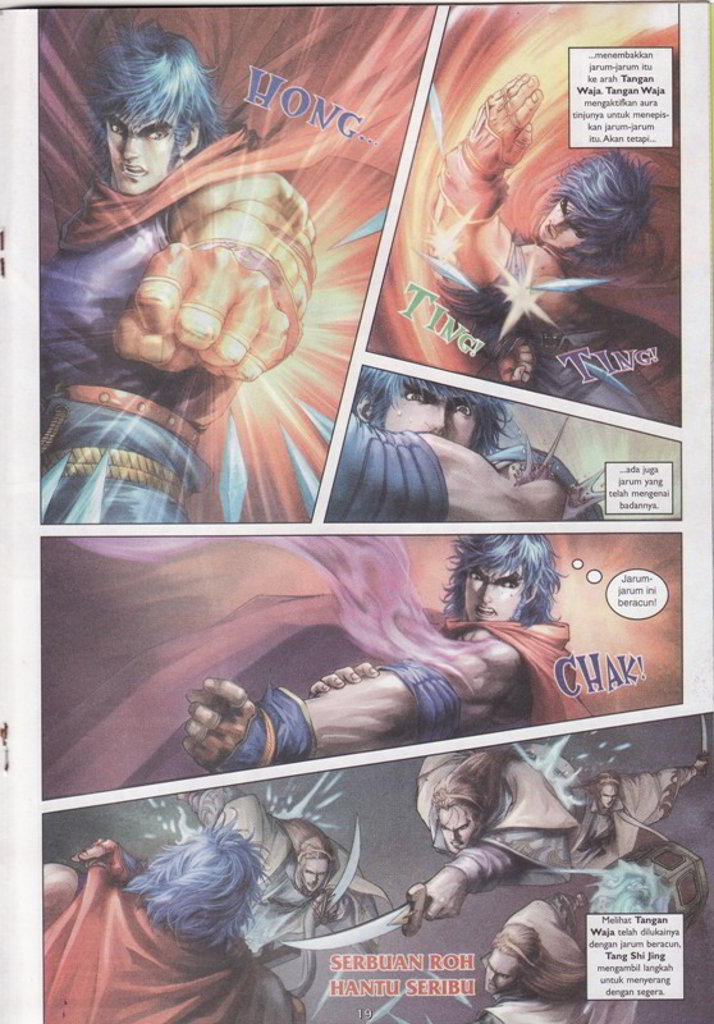 HONG...
...menembakkan
jarum-jarum itu
ke arah Tangan
Waja. Tangan Waja
mengaktifkan aura
tinjunya untuk menepis-
kan jarum-jarum
itu. Akan tetapi...
TING!
TING!
...ada juga
jarum yang
telah mengenai
badannya.
Jarum-
jarum ini
beracun!
CHAK!
Melihat Tangan
Waja telah dilukainya
dengan jarum beracun,
Tang Shi Jing
mengambil langkah
untuk menyerang
dengan segera.
SERBUAN ROH
HANTU SERIBU
19